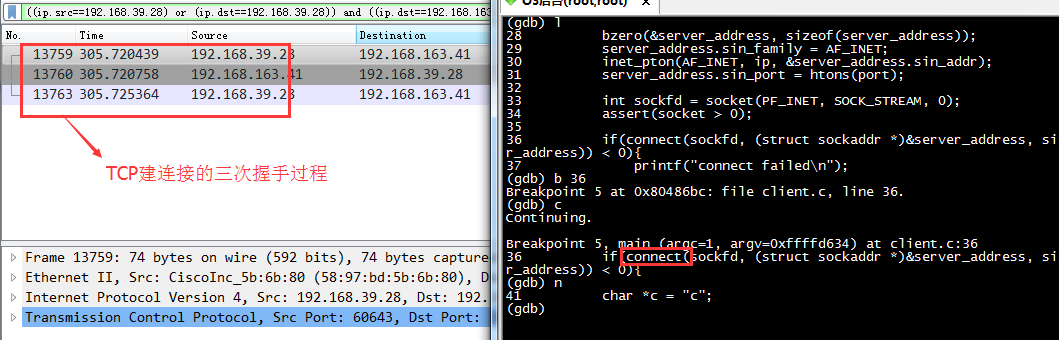 ((ip.src==192.168.39.28) or (ip.dst==192.168.39.28)) and ((ip.dst==192.16
No. Time Source Destination
13759 305.720439 192.168.39.28 192.168.163.41
13760 305.720758 192.168.163.41 192.168.39.28
13763 305.725364 192.168.39.28 192.168.163.41
TCP建连接的三次握手过程
Frame 13759: 74 bytes on wire (592 bits), 74 bytes capture
Ethernet II, Src: CiscoInc_5b:6b:80 (58:97:bd:5b:6b:80), D
Internet Protocol Version 4, Src: 192.168.39.28, Dst: 192.
Transmission Control Protocol, Src Port: 60643, Dst Port:
(root,root)
(gdb) l
28 bzero(&server_address, sizeof(server_address));
29 server_address.sin_family = AF_INET;
30 inet_pton(AF_INET, ip, &server_address.sin_addr);
31 server_address.sin_port = htons(port);
32
33 int sockfd = socket(PF_INET, SOCK_STREAM, 0);
34 assert(socket > 0);
35
36 if(connect(sockfd, (struct sockaddr *)&server_address, si
r_address)) < 0){
37 printf("connect failed\n");
(gdb) b 36
Breakpoint 5 at 0x80486bc: file client.c, line 36.
(gdb) c
Continuing.
Breakpoint 5, main (argc=1, argv=0xffffd634) at client.c:36
36 if(connect(sockfd, (struct sockaddr *)&server_address, si
r_address)) < 0){
(gdb) n
41 char *c = "c";
(gdb)